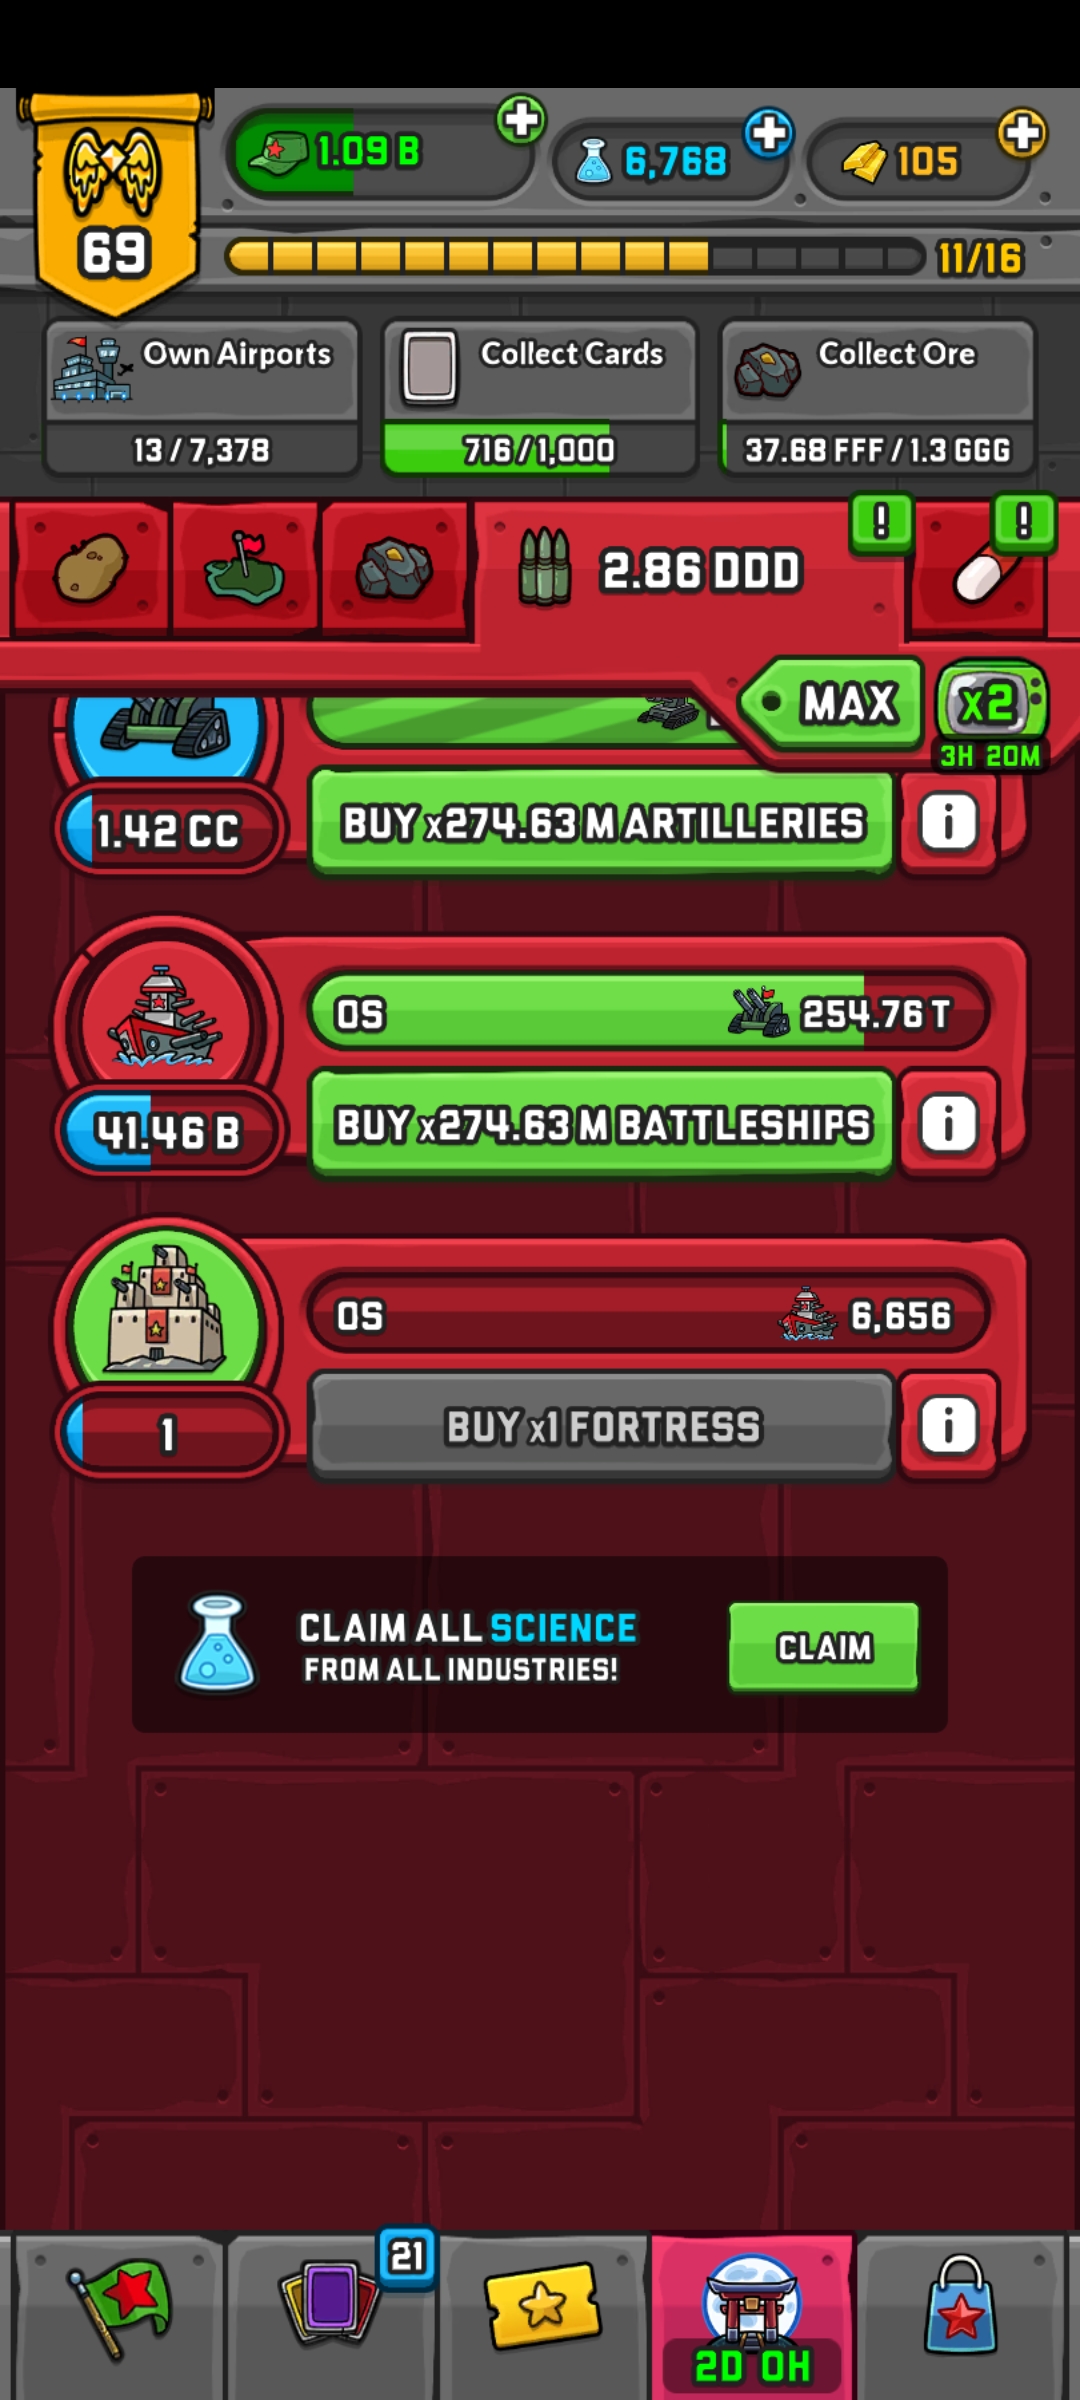 69
1.09 B
6,768
105
11/16
Own Airports
Collect Cards
Collect Ore
13 / 7,378
716 / 1,000
37.68 FFF / 1.3 GGG
2.86 DDD
!
!
MAX
x2
3H 20M
1.42 CC
BUY x274.63 M ARTILLERIES
i
0S
254.76 T
41.46 B
BUY x274.63 M BATTLESHIPS
i
0S
6,656
1
BUY x1 FORTRESS
i
CLAIM ALL SCIENCE
FROM ALL INDUSTRIES!
CLAIM
21
2D 0H